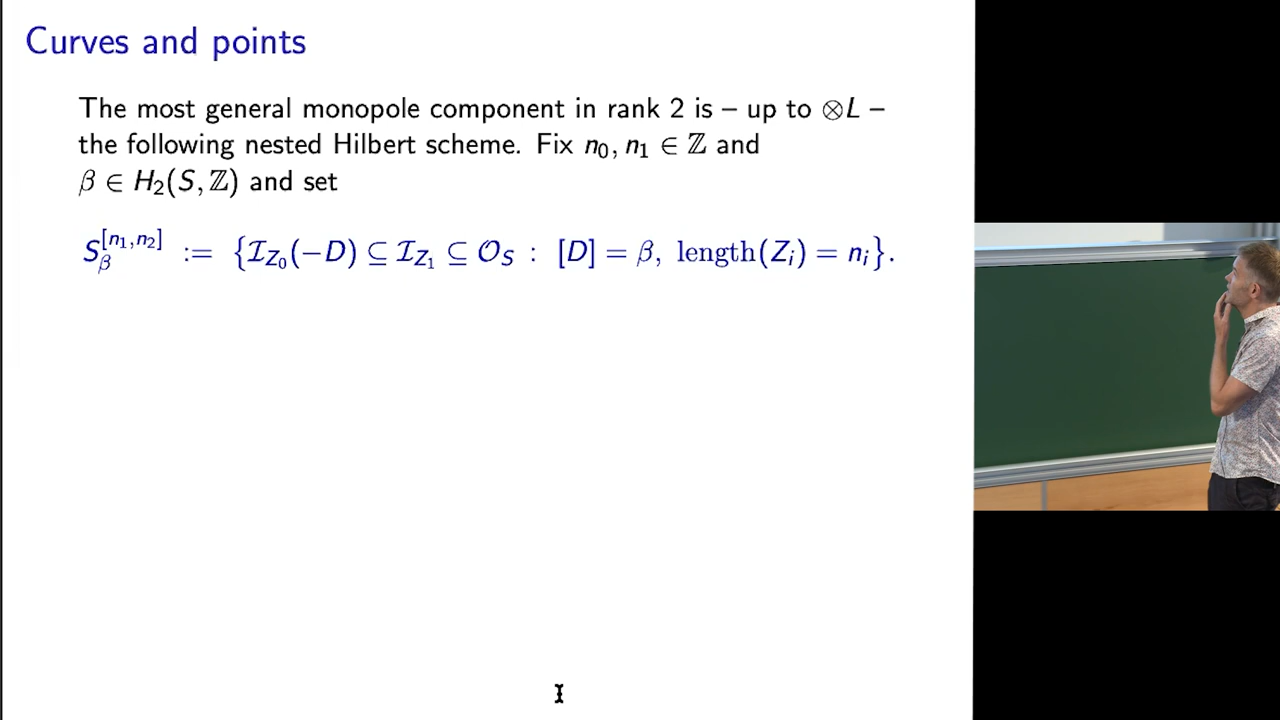 Curves and points
The most general monopole component in rank 2 is – up to ⊗L –
the following nested Hilbert scheme. Fix n₀, n₁ ∈ ℤ and
β ∈ H₂(S, ℤ) and set
S_β^{[n₁,n₂]} := {𝓘_{Z₀}(−D) ⊆ 𝓘_{Z₁} ⊆ 𝒪_S : [D] = β, length(Z_i) = n_i}.